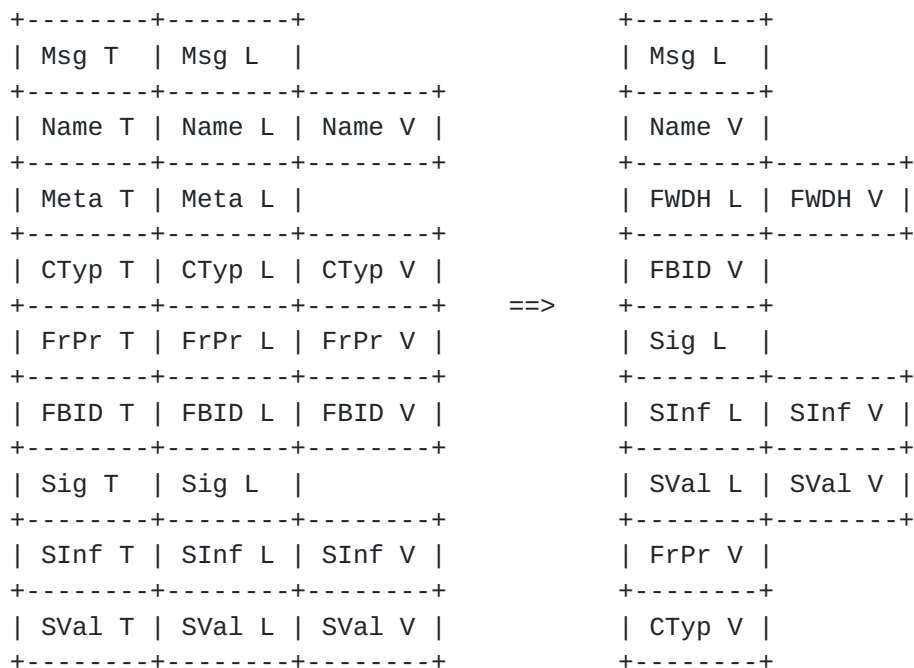 +--------+--------+                    +--------+
| Msg T  | Msg L  |                    | Msg L  |
+--------+--------+--------+           +--------+
| Name T | Name L | Name V |           | Name V |
+--------+--------+--------+           +--------+--------+
| Meta T | Meta L |                    | FWDH L | FWDH V |
+--------+--------+--------+           +--------+--------+
| CTyp T | CTyp L | CTyp V |           | FBID V |
+--------+--------+--------+    ==>    +--------+
| FrPr T | FrPr L | FrPr V |           | Sig L  |
+--------+--------+--------+           +--------+--------+
| FBID T | FBID L | FBID V |           | SInf L | SInf V |
+--------+--------+--------+           +--------+--------+
| Sig T  | Sig L  |                    | SVal L | SVal V |
+--------+--------+--------+           +--------+--------+
| SInf T | SInf L | SInf V |           | FrPr V |
+--------+--------+--------+           +--------+
| SVal T | SVal L | SVal V |           | CTyp V |
+--------+--------+--------+           +--------+